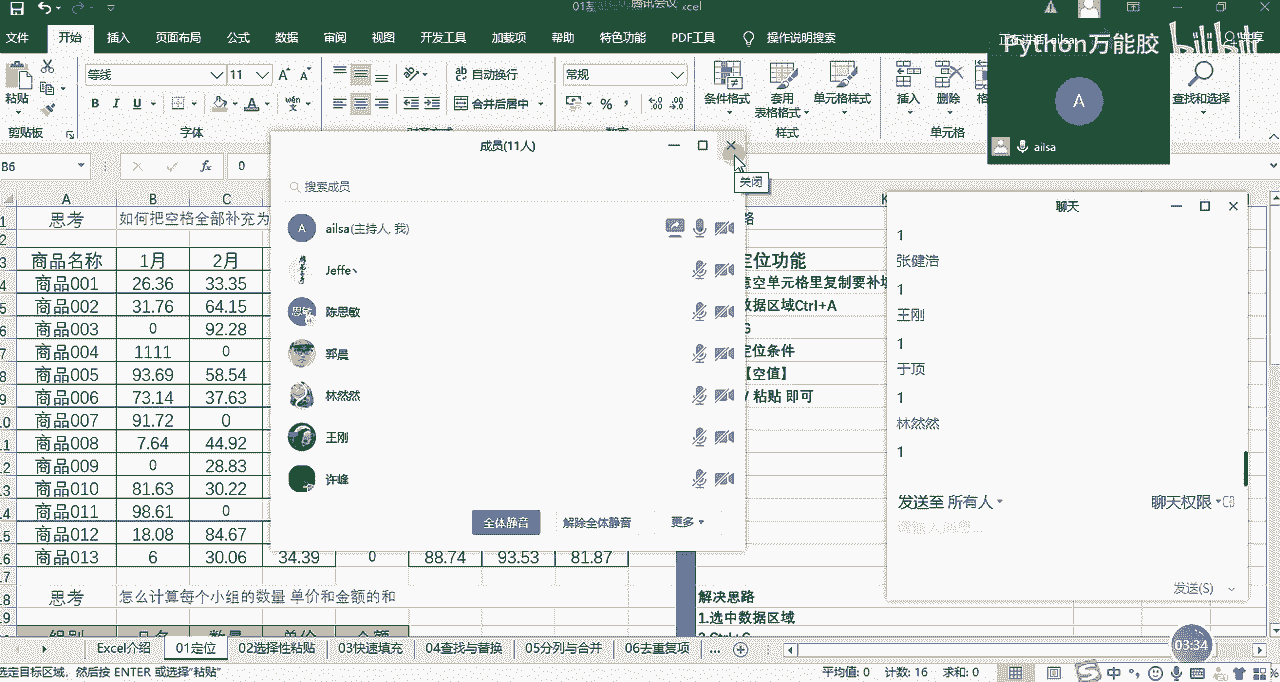 腾讯会议
文件 开始 插入 页面布局 公式 数据 审阅 视图 开发工具 加载项 帮助 特色功能 PDF工具 操作说明搜索
Python万能胶 bilibili
粘贴
等线 11
自动换行
常规
合并后居中
条件格式
套用
表格格式
单元格样式
插入
删除
查找和选择
剪贴板
字体
样式
单元格
A
ailsa
B6
0
成员(11人)
关闭
搜索成员
A ailsa(主持人, 我)
Jeffe丶
陈思敏
郭晨
林然然
王刚
许峰
全体静音 解除全体静音 更多
聊天
1
张健浩
1
王刚
1
于顶
1
林然然
1
发送至 所有人
聊天权限
发送(S)
A B C
思考 如何把空格全部补充为
商品名称 1月 2月
商品001 26.36 33.35
商品002 31.76 64.15
商品003 0 92.28
商品004 1111 0
商品005 93.69 58.54
商品006 73.14 37.63
商品007 91.72 0
商品008 7.64 44.92
商品009 0 28.83
商品010 81.63 30.22
商品011 98.61 0
商品012 18.08 84.67
商品013 6 30.06 34.39 0 88.74 93.53 81.87
定位功能
意空单元格里复制要补
数据区域Ctrl+A
定位条件
【空值】
粘贴 即可
思考 怎么计算每个小组的数量 单价和金额的和
解决思路
1.选中数据区域
Excel介绍 01定位 02选择性粘贴 03快速填充 04查找与替换 05分列与合并 06去重复项 ...
03:34
选定目标区域，然后按 ENTER 或选择“粘贴”
平均值: 0 计数: 16 求和: 0
中